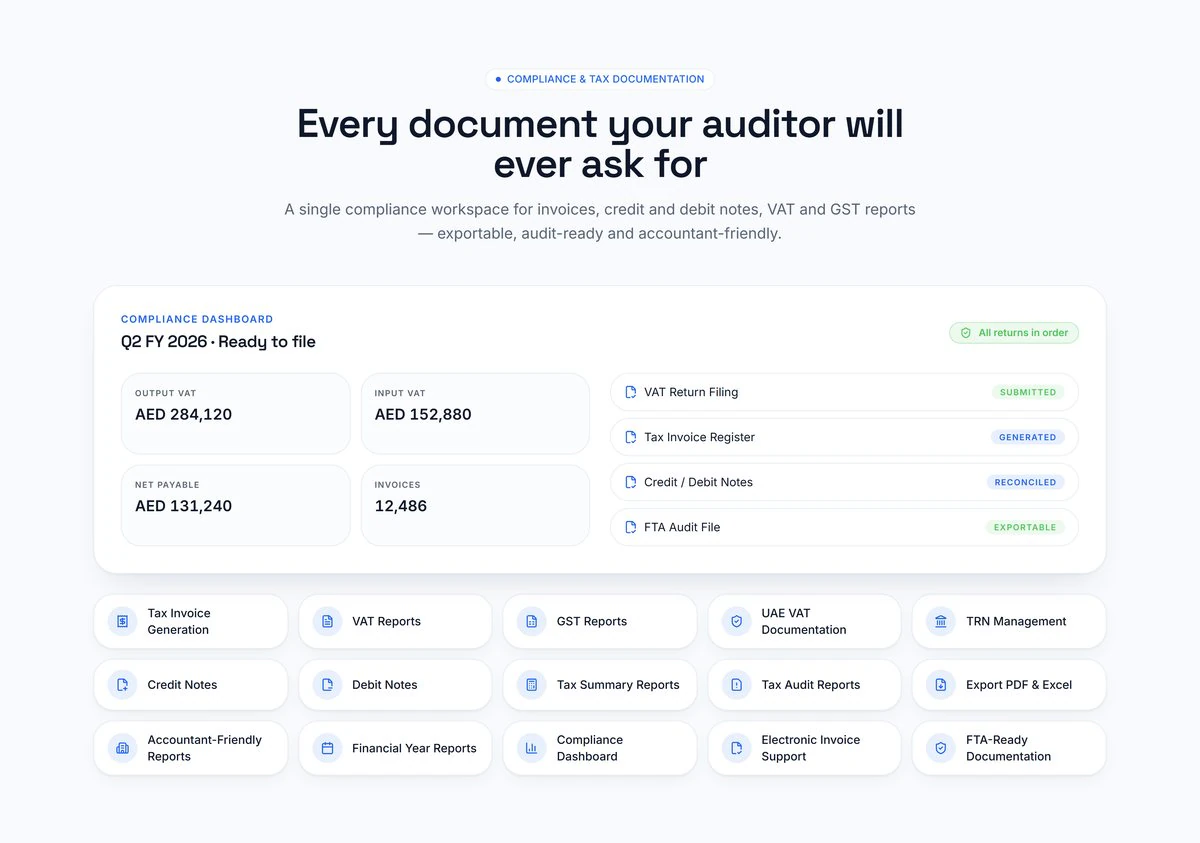 COMPLIANCE & TAX DOCUMENTATION
Every document your auditor will
ever ask for
A single compliance workspace for invoices, credit and debit notes, VAT and GST reports
— exportable, audit-ready and accountant-friendly.
COMPLIANCE DASHBOARD
Q2 FY 2026 · Ready to file
All returns in order
OUTPUT VAT
AED 284,120
INPUT VAT
AED 152,880
NET PAYABLE
AED 131,240
INVOICES
12,486
VAT Return Filing
SUBMITTED
Tax Invoice Register
GENERATED
Credit / Debit Notes
RECONCILED
FTA Audit File
EXPORTABLE
Tax Invoice
Generation
VAT Reports
GST Reports
UAE VAT
Documentation
TRN Management
Credit Notes
Debit Notes
Tax Summary Reports
Tax Audit Reports
Export PDF & Excel
Accountant-Friendly
Reports
Financial Year Reports
Compliance
Dashboard
Electronic Invoice
Support
FTA-Ready
Documentation